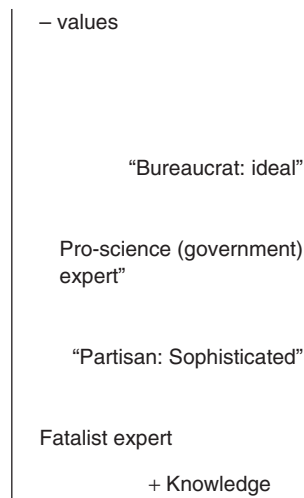 – values
“Bureaucrat: ideal”
Pro-science (government)
expert”
“Partisan: Sophisticated”
Fatalist expert
+ Knowledge